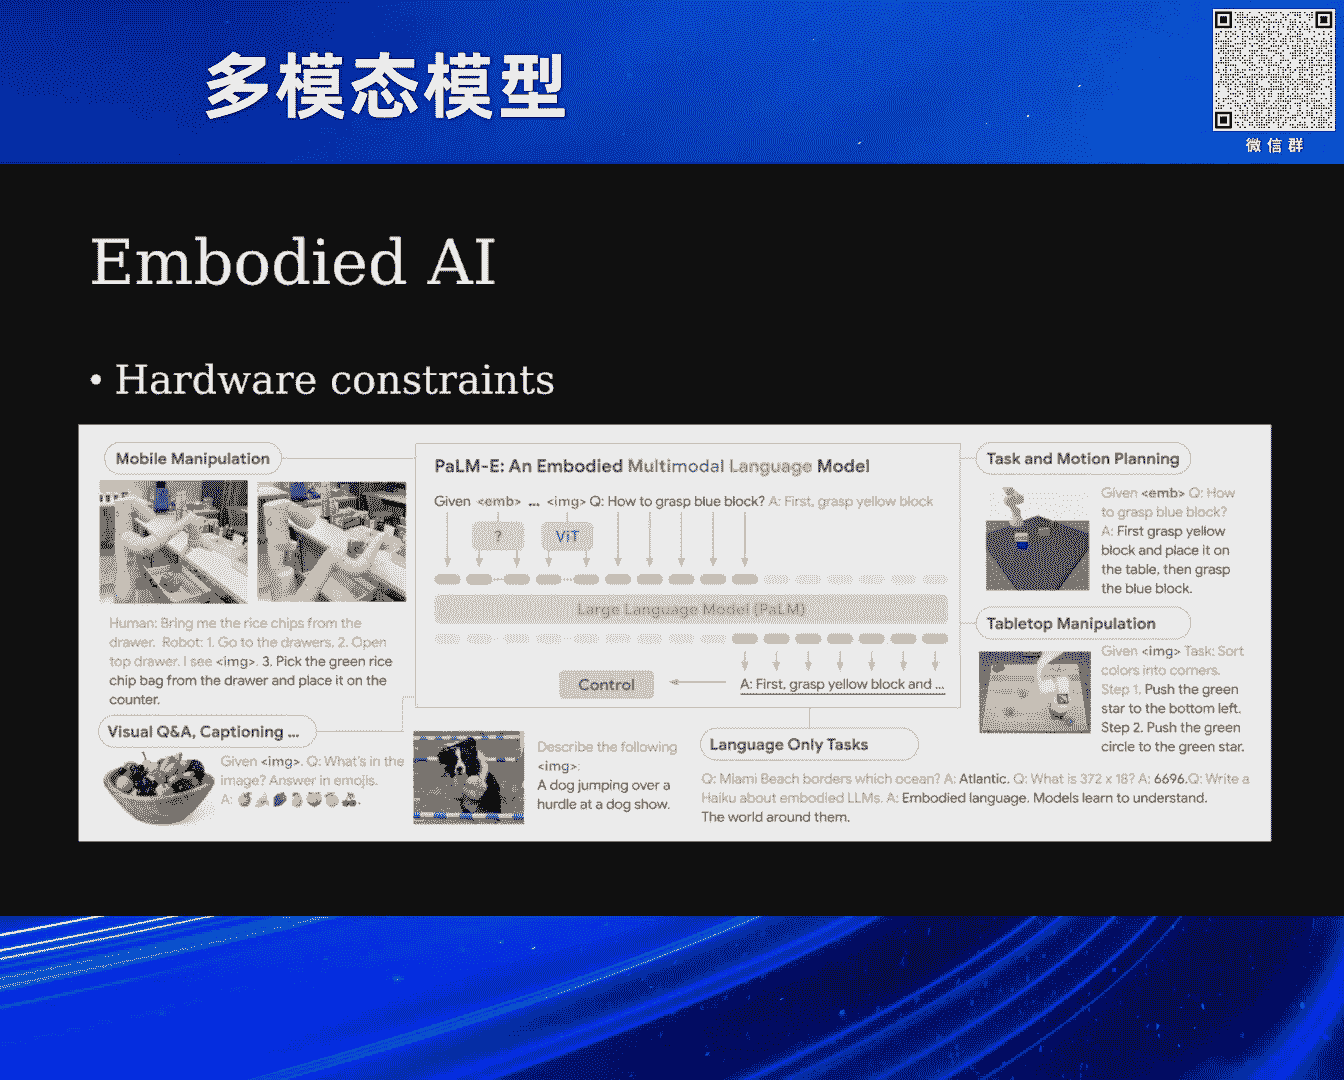 多模态模型
微信群
Embodied AI
• Hardware constraints
Mobile Manipulation
Human: Bring me the rice chips from the
drawer. Robot: 1. Go to the drawers, 2. Open
top drawer. I see <img>. 3. Pick the green rice
chip bag from the drawer and place it on the
counter.
Visual Q&A, Captioning ...
Given <img>. Q: What's in the
image? Answer in emojis.
A:
PaLM-E: An Embodied Multimodal Language Model
Given <emb> ... <img> Q: How to grasp blue block? A: First, grasp yellow block
?
ViT
Large Language Model (PaLM)
Control
A: First, grasp yellow block and ...
Describe the following
<img>:
A dog jumping over a
hurdle at a dog show.
Language Only Tasks
Q: Miami Beach borders which ocean? A: Atlantic. Q: What is 372 x 18? A: 6696.Q: Write a
Haiku about embodied LLMs. A: Embodied language. Models learn to understand.
The world around them.
Task and Motion Planning
Given <emb> Q: How
to grasp blue block?
A: First grasp yellow
block and place it on
the table, then grasp
the blue block.
Tabletop Manipulation
Given <img> Task: Sort
colors into corners.
Step 1. Push the green
star to the bottom left.
Step 2. Push the green
circle to the green star.